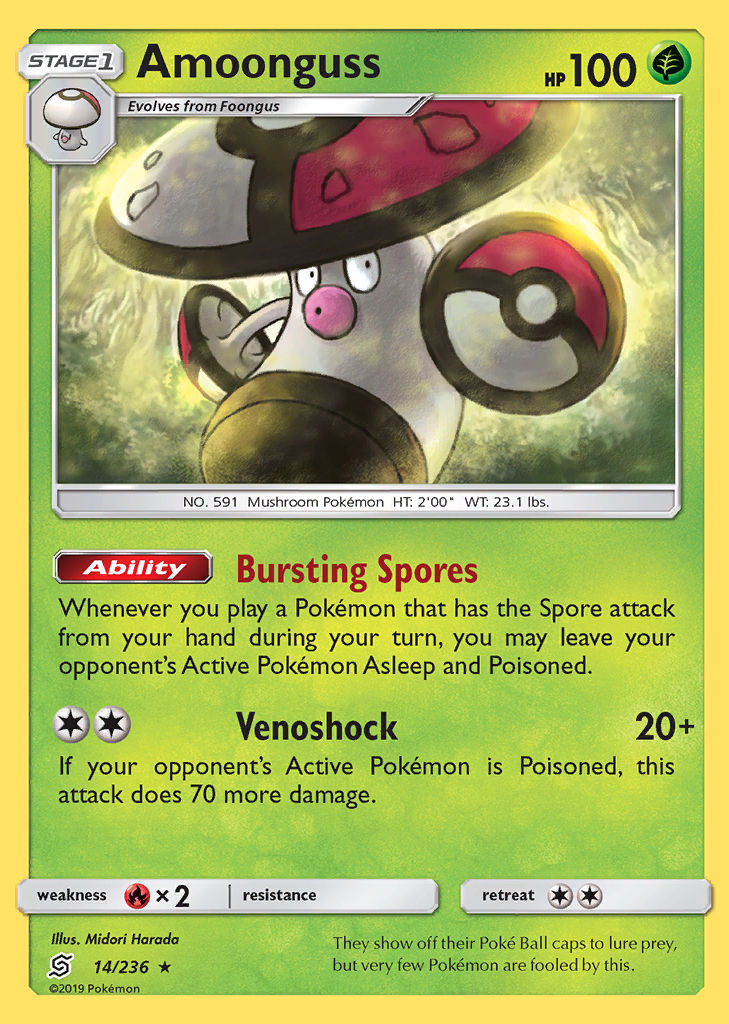 STAGE1
Amoonguss
HP 100
Evolves from Foongus
NO. 591 Mushroom Pokémon HT: 2'00" WT: 23.1 lbs.
Ability Bursting Spores
Whenever you play a Pokémon that has the Spore attack
from your hand during your turn, you may leave your
opponent's Active Pokémon Asleep and Poisoned.
Venoshock 20+
If your opponent's Active Pokémon is Poisoned, this
attack does 70 more damage.
weakness ×2 resistance retreat
Illus. Midori Harada
They show off their Poké Ball caps to lure prey,
but very few Pokémon are fooled by this.
14/236 ★
©2019 Pokémon